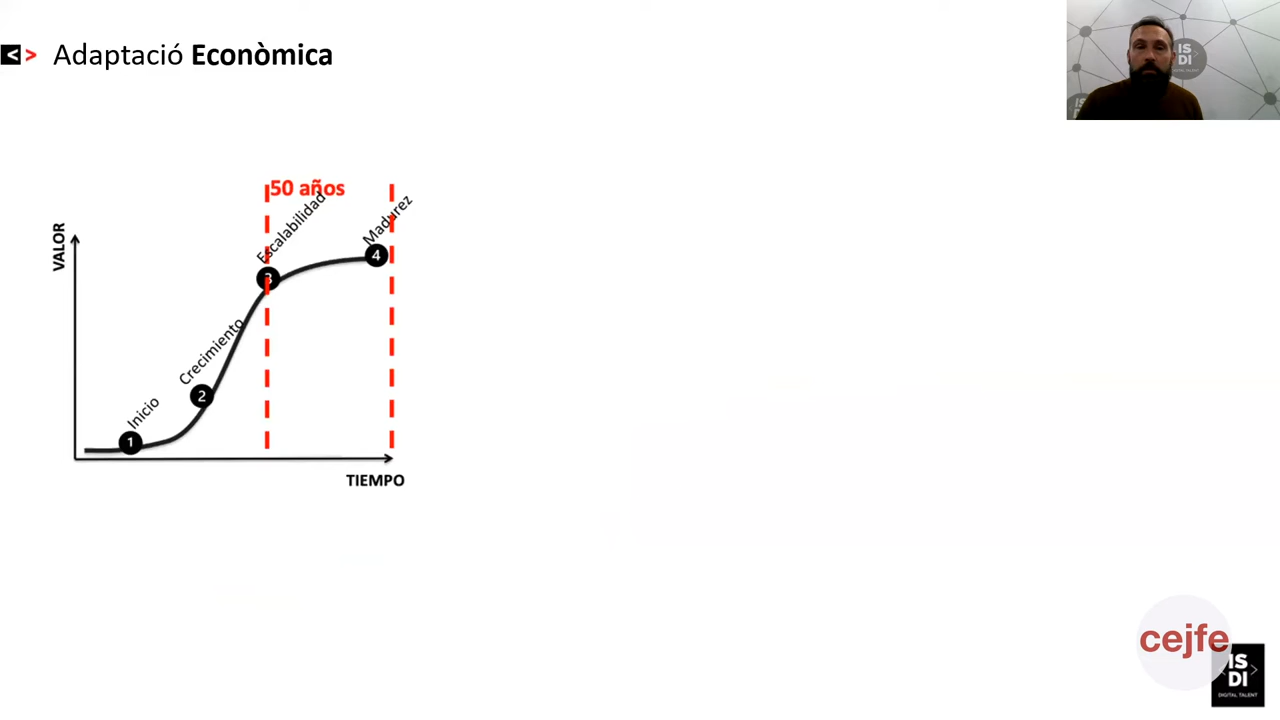 < > Adaptació Econòmica
IS
DI
50 años
VALOR
Escalabilidad
Madurez
4
3
Crecimiento
2
Inicio
1
TIEMPO
cejfe
IS
DI
DIGITAL TALENT